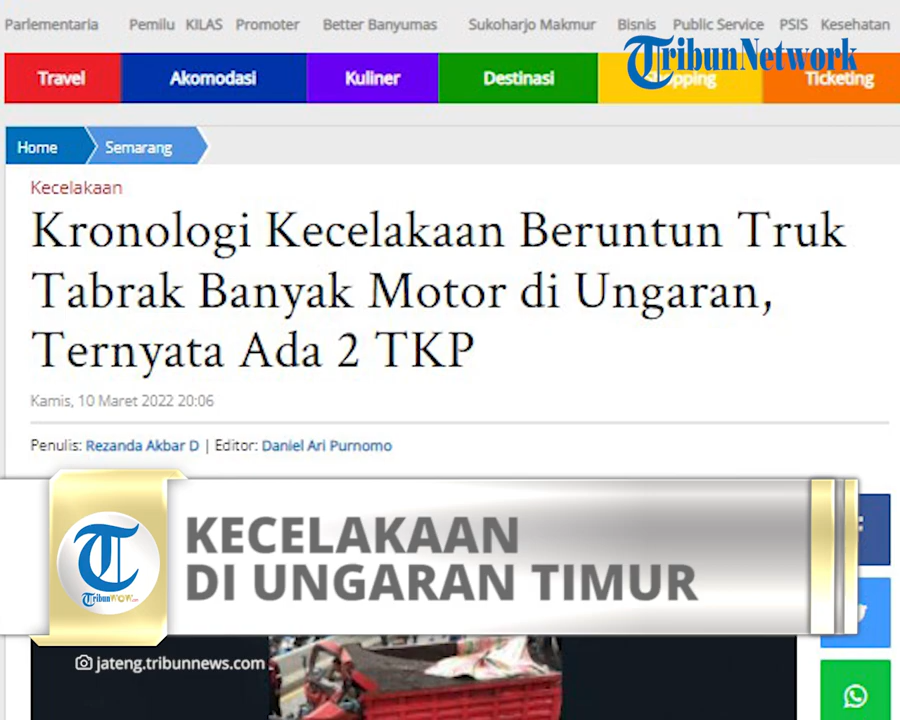 Parlementaria Pemilu KILAS Promoter Better Banyumas Sukoharjo Makmur Bisnis Public Service PSIS Kesehatan
TribunNetwork
Travel Akomodasi Kuliner Destinasi Ticketing
Home Semarang
Kecelakaan
Kronologi Kecelakaan Beruntun Truk
Tabrak Banyak Motor di Ungaran,
Ternyata Ada 2 TKP
Kamis, 10 Maret 2022 20:06
Penulis: Rezanda Akbar D | Editor: Daniel Ari Purnomo
KECELAKAAN
DI UNGARAN TIMUR
T
TribunWOW.com
jateng.tribunnews.com